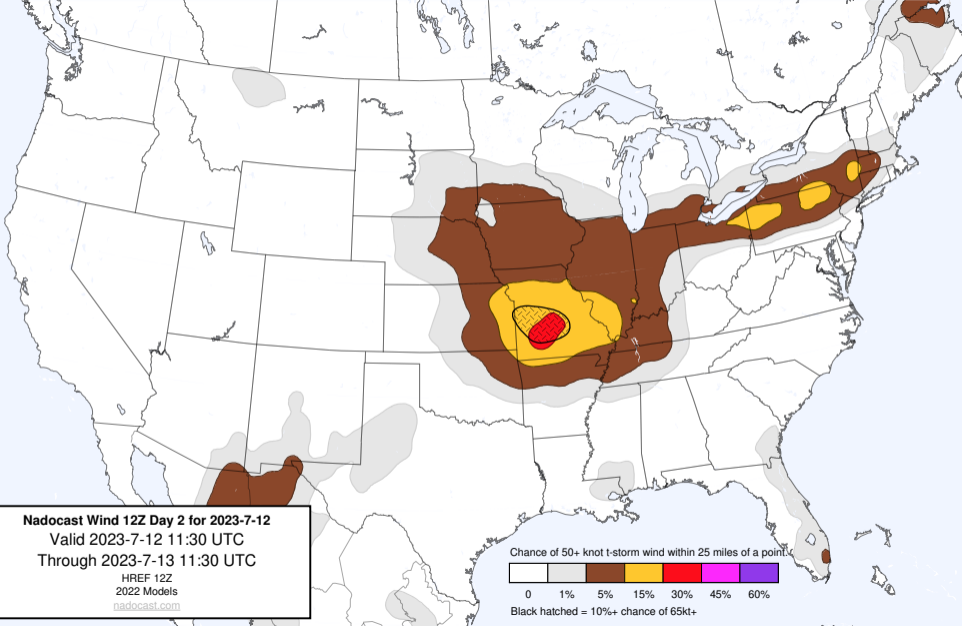 Nadocast Wind 12Z Day 2 for 2023-7-12
Valid 2023-7-12 11:30 UTC
Through 2023-7-13 11:30 UTC
HREF 12Z
2022 Models
nadocast.com
Chance of 50+ knot t-storm wind within 25 miles of a point.
0 1% 5% 15% 30% 45% 60%
Black hatched = 10%+ chance of 65kt+